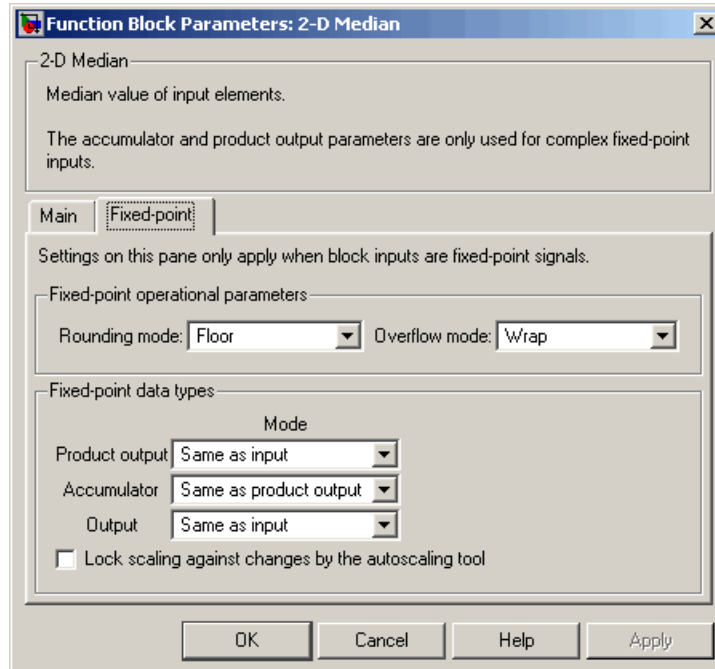 Function Block Parameters: 2-D Median
2-D Median
Median value of input elements.
The accumulator and product output parameters are only used for complex fixed-point
inputs.
Main Fixed-point
Settings on this pane only apply when block inputs are fixed-point signals.
Fixed-point operational parameters
Rounding mode: Floor Overflow mode: Wrap
Fixed-point data types
Mode
Product output Same as input
Accumulator Same as product output
Output Same as input
Lock scaling against changes by the autoscaling tool
OK Cancel Help Apply